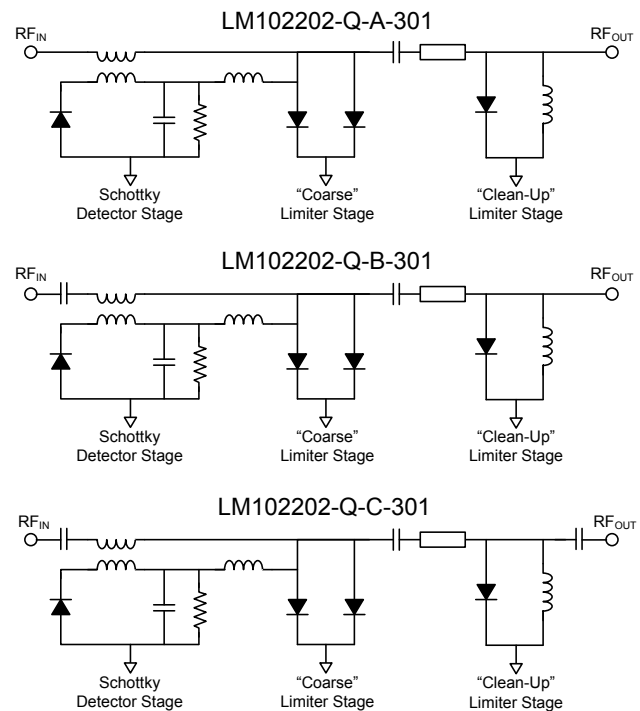 LM102202-Q-A-301
RFIN RFOUT
Schottky Detector Stage
“Coarse” Limiter Stage
“Clean-Up” Limiter Stage
LM102202-Q-B-301
RFIN RFOUT
Schottky Detector Stage
“Coarse” Limiter Stage
“Clean-Up” Limiter Stage
LM102202-Q-C-301
RFIN RFOUT
Schottky Detector Stage
“Coarse” Limiter Stage
“Clean-Up” Limiter Stage